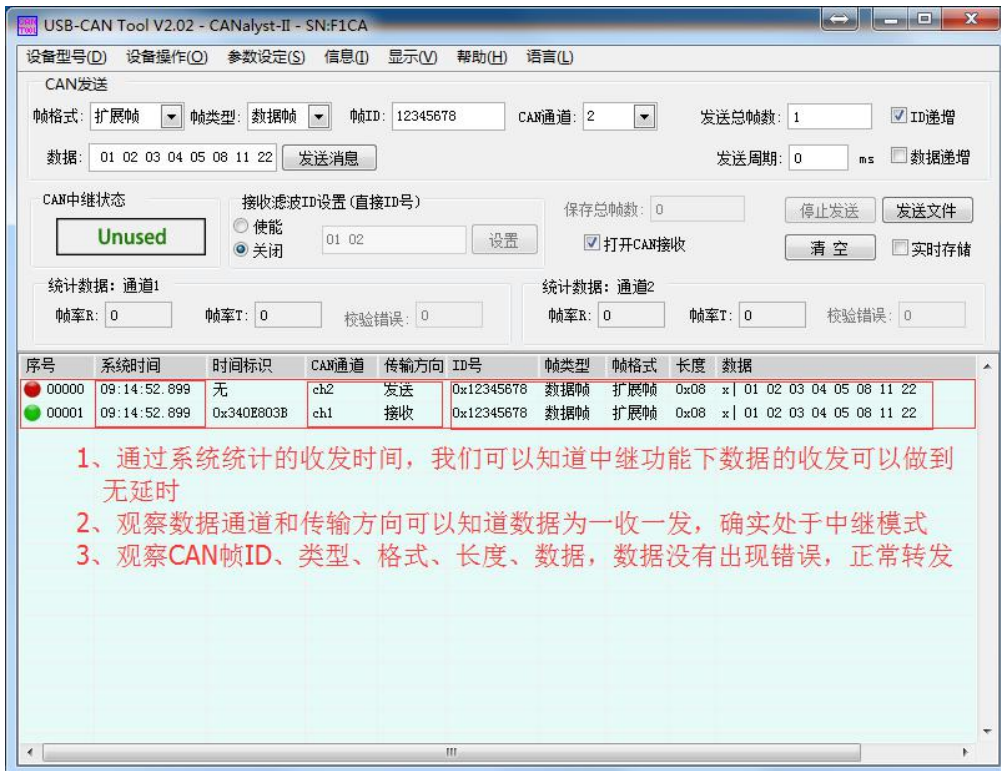 USB-CAN Tool V2.02 - CANalyst-II - SN:F1CA
设备型号(D) 设备操作(O) 参数设定(S) 信息(I) 显示(V) 帮助(H) 语言(L)
CAN发送
帧格式: 扩展帧 帧类型: 数据帧 帧ID: 12345678 CAN通道: 2 发送总帧数: 1 ID递增
数据: 01 02 03 04 05 08 11 22 发送消息 发送周期: 0 ms 数据递增
CAN中继状态 接收滤波ID设置(直接ID号)
Unused 使能 关闭 01 02 设置
保存总帧数: 0 停止发送 发送文件
打开CAN接收 清 空 实时存储
统计数据: 通道1 统计数据: 通道2
帧率R: 0 帧率T: 0 校验错误: 0 帧率R: 0 帧率T: 0 校验错误: 0
序号 系统时间 时间标识 CAN通道 传输方向 ID号 帧类型 帧格式 长度 数据
00000 09:14:52.899 无 ch2 发送 0x12345678 数据帧 扩展帧 0x08 x| 01 02 03 04 05 08 11 22
00001 09:14:52.899 0x340E803B ch1 接收 0x12345678 数据帧 扩展帧 0x08 x| 01 02 03 04 05 08 11 22
1、通过系统统计的收发时间，我们可以知道中继功能下数据的收发可以做到
无延时
2、观察数据通道和传输方向可以知道数据为一收一发，确实处于中继模式
3、观察CAN帧ID、类型、格式、长度、数据，数据没有出现错误，正常转发